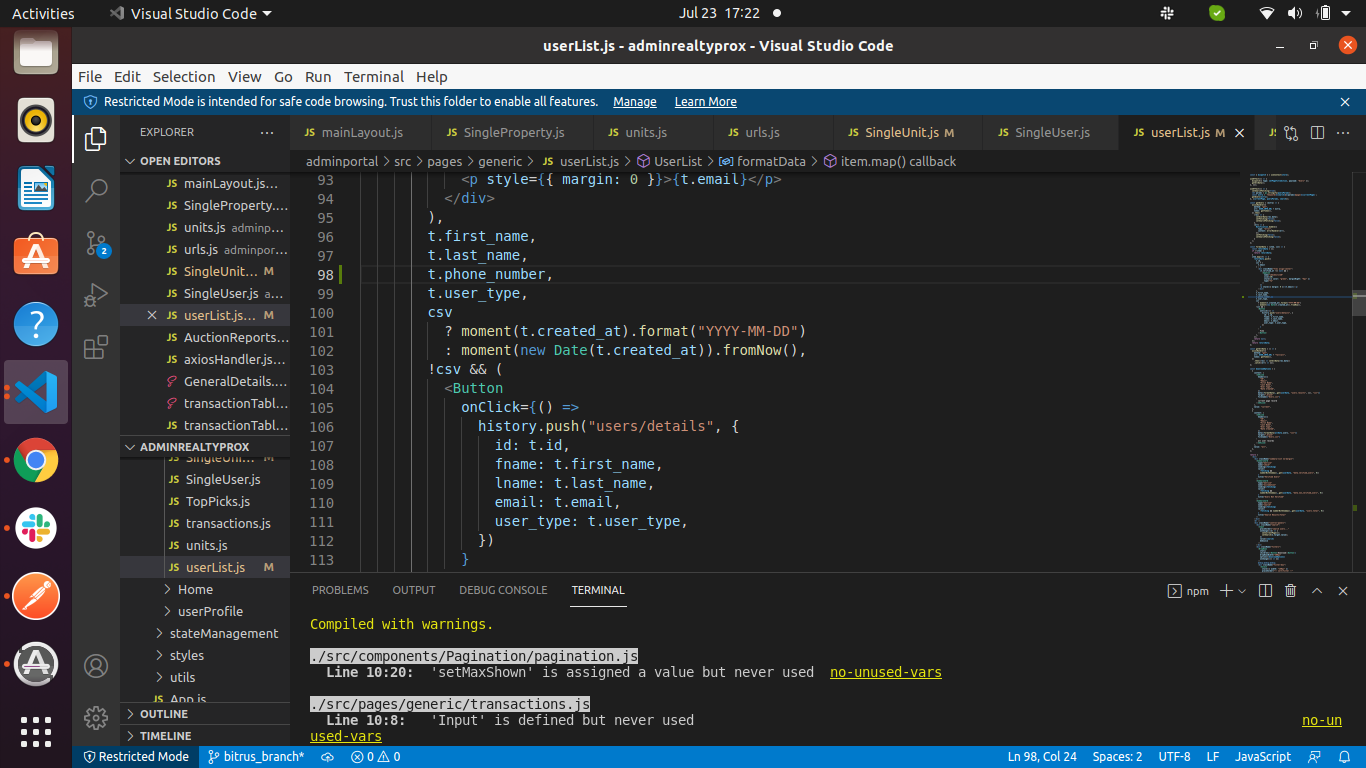 Activities
Visual Studio Code
Jul 23 17:22
userList.js - adminrealtyprox - Visual Studio Code
File Edit Selection View Go Run Terminal Help
Restricted Mode is intended for safe code browsing. Trust this folder to enable all features. Manage Learn More
EXPLORER
JS mainLayout.js
JS SingleProperty.js
JS units.js
JS urls.js
JS SingleUnit.js M
JS SingleUser.js
JS userList.js M
adminportal > src > pages > generic > JS userList.js > UserList > FormatData > item.map() callback
OPEN EDITORS
JS mainLayout.js...
JS SingleProperty....
JS units.js adminp...
JS urls.js adminpor...
JS SingleUnit... M
JS SingleUser.js a...
JS userList.js... M
JS AuctionReports...
JS axiosHandler.js...
GeneralDetails....
transactionTabl...
JS transactionTabl...
ADMINREALTYPROX
JS SingleUni... M
JS SingleUser.js
JS TopPicks.js
JS transactions.js
JS units.js
JS userList.js M
Home
userProfile
stateManagement
styles
utils
JS App.js
OUTLINE
TIMELINE
2
93 <p style={{ margin: 0 }}>{t.email}</p>
94 </div>
95 ),
96 t.first_name,
97 t.last_name,
98 t.phone_number,
99 t.user_type,
100 csv
101 ? moment(t.created_at).format("YYYY-MM-DD")
102 : moment(new Date(t.created_at)).fromNow(),
103 !csv && (
104 <Button
105 onClick={() =>
106 history.push("users/details", {
107 id: t.id,
108 fname: t.first_name,
109 lname: t.last_name,
110 email: t.email,
111 user_type: t.user_type,
112 })
113 }
PROBLEMS OUTPUT DEBUG CONSOLE TERMINAL
npm
Compiled with warnings.
./src/components/Pagination/pagination.js
Line 10:20: 'setMaxShown' is assigned a value but never used no-unused-vars
./src/pages/generic/transactions.js
Line 10:8: 'Input' is defined but never used no-un
used-vars
Restricted Mode
bitrus_branch*
0 0
Ln 98, Col 24 Spaces: 2 UTF-8 LF JavaScript